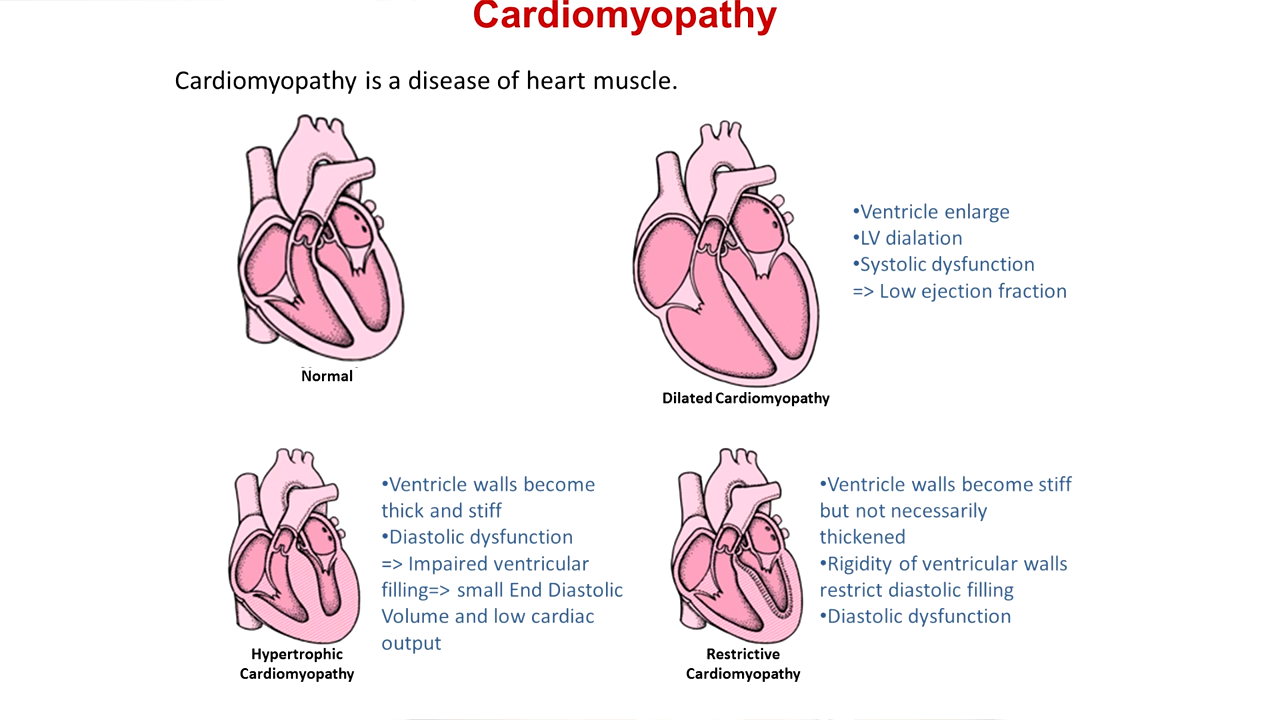 Cardiomyopathy
Cardiomyopathy is a disease of heart muscle.
Normal
•Ventricle enlarge
•LV dialation
•Systolic dysfunction
=> Low ejection fraction
Dilated Cardiomyopathy
•Ventricle walls become
thick and stiff
•Diastolic dysfunction
=> Impaired ventricular
filling=> small End Diastolic
Volume and low cardiac
output
Hypertrophic
Cardiomyopathy
•Ventricle walls become stiff
but not necessarily
thickened
•Rigidity of ventricular walls
restrict diastolic filling
•Diastolic dysfunction
Restrictive
Cardiomyopathy